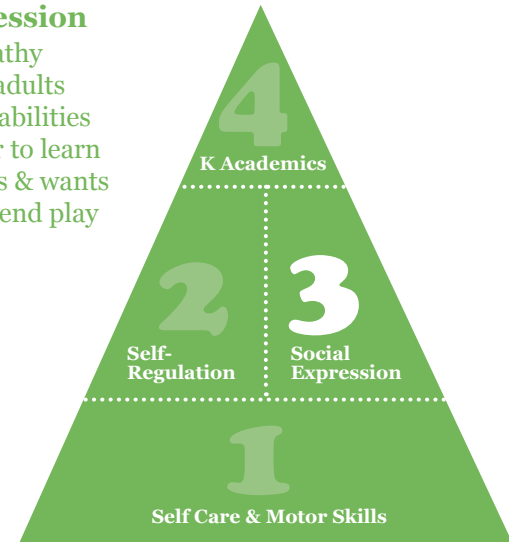 ession
athy
adults
abilities
r to learn
s & wants
end play
4
K Academics
2
Self-
Regulation
3
Social
Expression
1
Self Care & Motor Skills